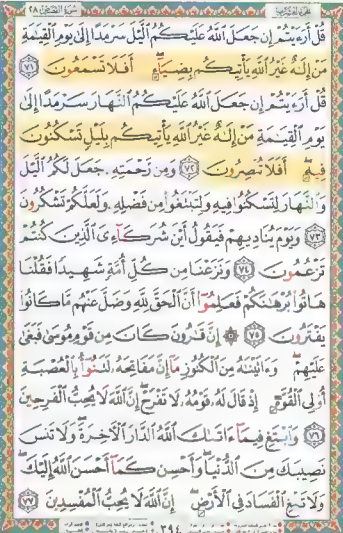 سورة القصص ٢٨
قُلْ أَرَءَيْتُمْ إِن جَعَلَ ٱللَّهُ عَلَيْكُمُ ٱلَّيْلَ سَرْمَدًا إِلَىٰ يَوْمِ ٱلْقِيَـٰمَةِ
مَنْ إِلَـٰهٌ غَيْرُ ٱللَّهِ يَأْتِيكُم بِضِيَآءٍ أَفَلَا تَسْمَعُونَ ٧١
قُلْ أَرَءَيْتُمْ إِن جَعَلَ ٱللَّهُ عَلَيْكُمُ ٱلنَّهَارَ سَرْمَدًا إِلَىٰ
يَوْمِ ٱلْقِيَـٰمَةِ مَنْ إِلَـٰهٌ غَيْرُ ٱللَّهِ يَأْتِيكُم بِلَيْلٍ تَسْكُنُونَ
فِيهِ أَفَلَا تُبْصِرُونَ ٧٢ وَمِن رَّحْمَتِهِۦ جَعَلَ لَكُمُ ٱلَّيْلَ
وَٱلنَّهَارَ لِتَسْكُنُوا۟ فِيهِ وَلِتَبْتَغُوا۟ مِن فَضْلِهِۦ وَلَعَلَّكُمْ تَشْكُرُونَ
٧٣ وَيَوْمَ يُنَادِيهِمْ فَيَقُولُ أَيْنَ شُرَكَآءِىَ ٱلَّذِينَ كُنتُمْ
تَزْعُمُونَ ٧٤ وَنَزَعْنَا مِن كُلِّ أُمَّةٍ شَهِيدًا فَقُلْنَا
هَاتُوا۟ بُرْهَـٰنَكُمْ فَعَلِمُوٓا۟ أَنَّ ٱلْحَقَّ لِلَّهِ وَضَلَّ عَنْهُم مَّا كَانُوا۟
يَفْتَرُونَ ٧٥ ۞ إِنَّ قَـٰرُونَ كَانَ مِن قَوْمِ مُوسَىٰ فَبَغَىٰ
عَلَيْهِمْ وَءَاتَيْنَـٰهُ مِنَ ٱلْكُنُوزِ مَآ إِنَّ مَفَاتِحَهُۥ لَتَنُوٓأُ بِٱلْعُصْبَةِ
أُو۟لِى ٱلْقُوَّةِ إِذْ قَالَ لَهُۥ قَوْمُهُۥ لَا تَفْرَحْ إِنَّ ٱللَّهَ لَا يُحِبُّ ٱلْفَرِحِينَ
٧٦ وَٱبْتَغِ فِيمَآ ءَاتَىٰكَ ٱللَّهُ ٱلدَّارَ ٱلْـَٔاخِرَةَ وَلَا تَنسَ
نَصِيبَكَ مِنَ ٱلدُّنْيَا وَأَحْسِن كَمَآ أَحْسَنَ ٱللَّهُ إِلَيْكَ
وَلَا تَبْغِ ٱلْفَسَادَ فِى ٱلْأَرْضِ إِنَّ ٱللَّهَ لَا يُحِبُّ ٱلْمُفْسِدِينَ ٧٧
٣٩٤